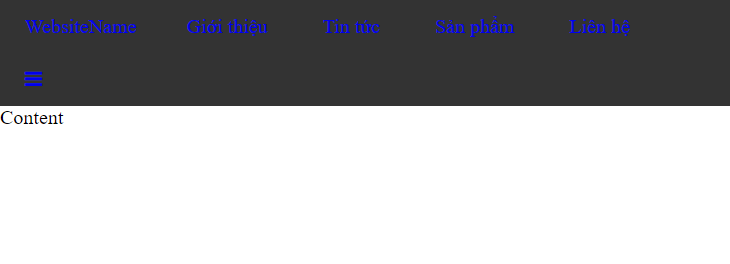 WebsiteName Giới thiệu Tin tức Sản phẩm Liên hệ
Content